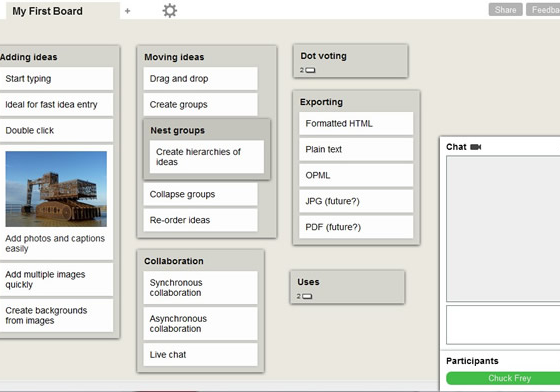 My First Board
+
Share
Feedba
Adding ideas
Start typing
Ideal for fast idea entry
Double click
Add photos and captions
easily
Add multiple images
quickly
Create backgrounds
from images
Moving ideas
Drag and drop
Create groups
Nest groups
Create hierarchies of
ideas
Collapse groups
Re-order ideas
Collaboration
Synchronous
collaboration
Asynchronous
collaboration
Live chat
Dot voting
2
Exporting
Formatted HTML
Plain text
OPML
JPG (future?)
PDF (future?)
Uses
2
Chat
Participants
Chuck Frey